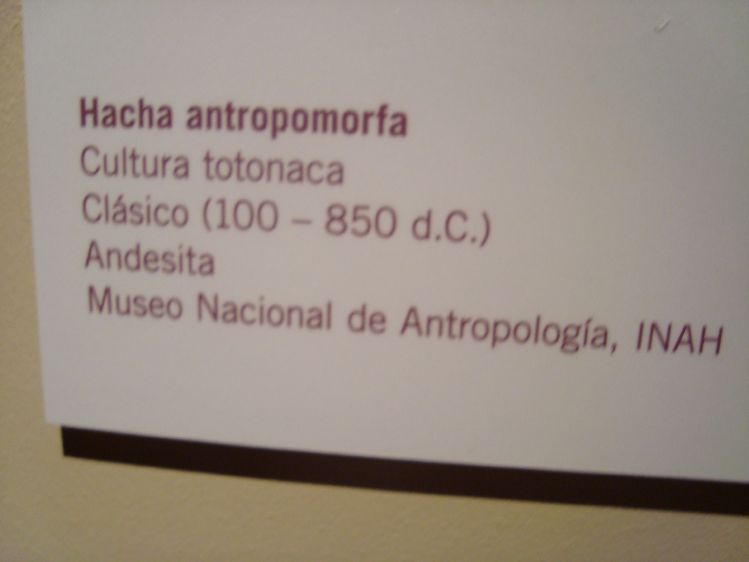 Hacha antropomorfa
Cultura totonaca
Clásico (100 – 850 d.C.)
Andesita
Museo Nacional de Antropología, INAH